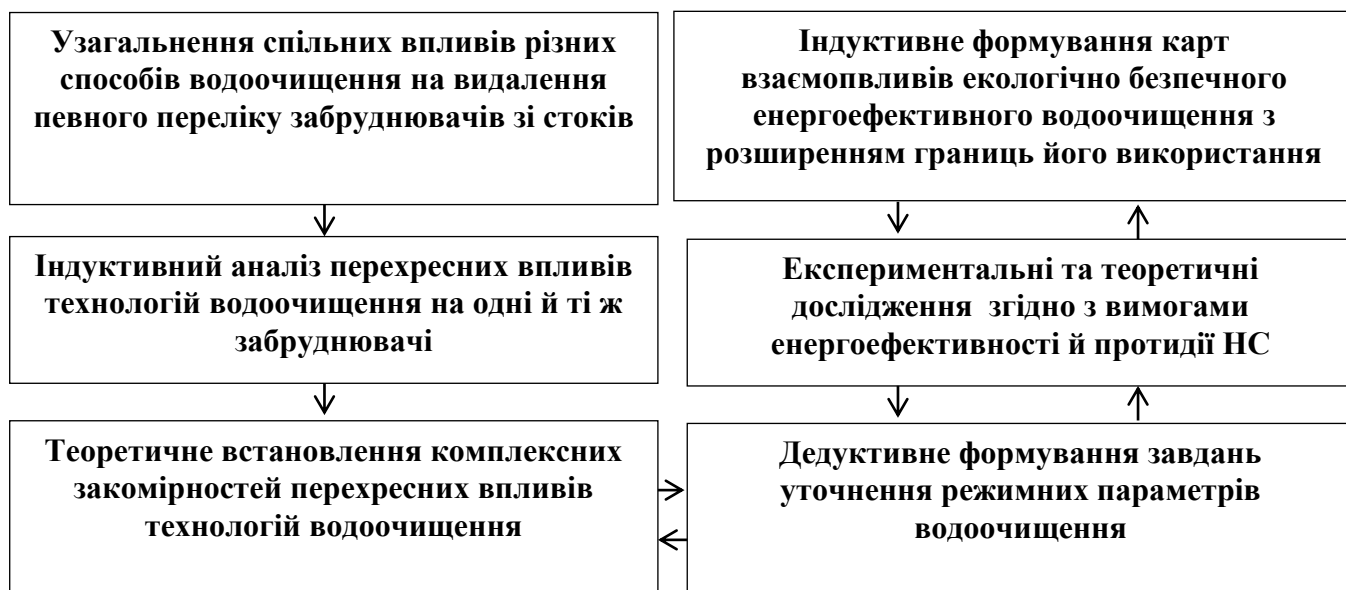 Узагальнення спільних впливів різних
способів водоочищення на видалення
певного переліку забруднювачів зі стоків
Індуктивний аналіз перехресних впливів
технологій водоочищення на одні й ті ж
забруднювачі
Теоретичне встановлення комплексних
закомірностей перехресних впливів
технологій водоочищення
Індуктивне формування карт
взаємопвливів екологічно безпечного
енергоефективного водоочищення з
розширенням границь його використання
Експериментальні та теоретичні
дослідження згідно з вимогами
енергоефективності й протидії НС
Дедуктивне формування завдань
уточнення режимних параметрів
водоочищення